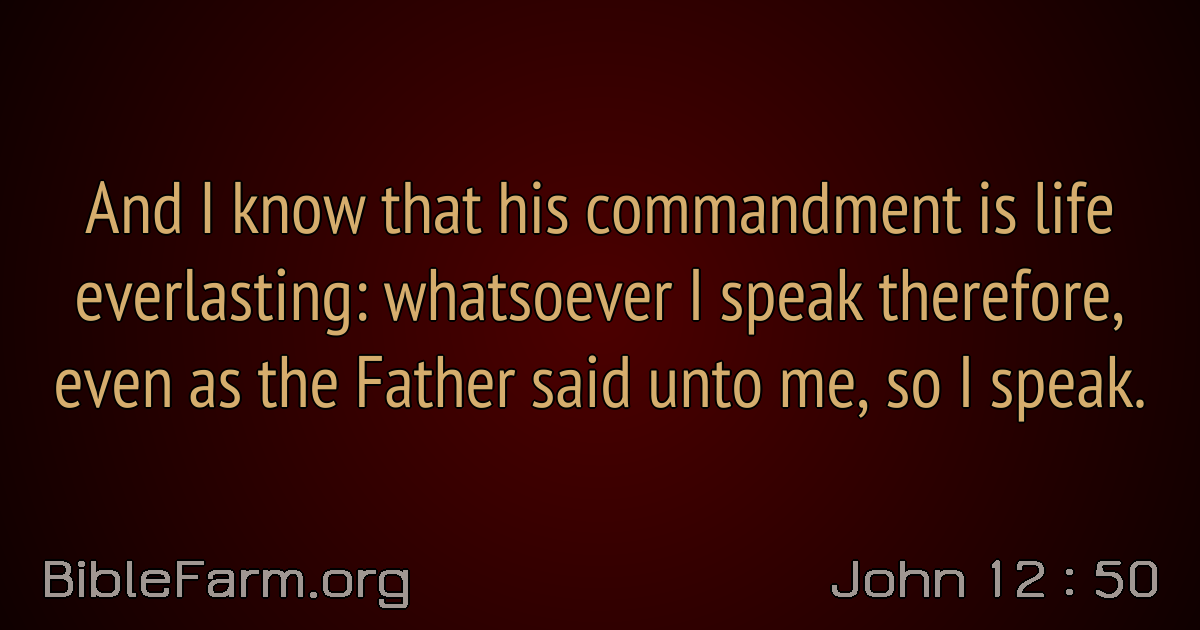 And I know that his commandment is life
everlasting: whatsoever I speak therefore,
even as the Father said unto me, so I speak.
BibleFarm.org
John 12 : 50